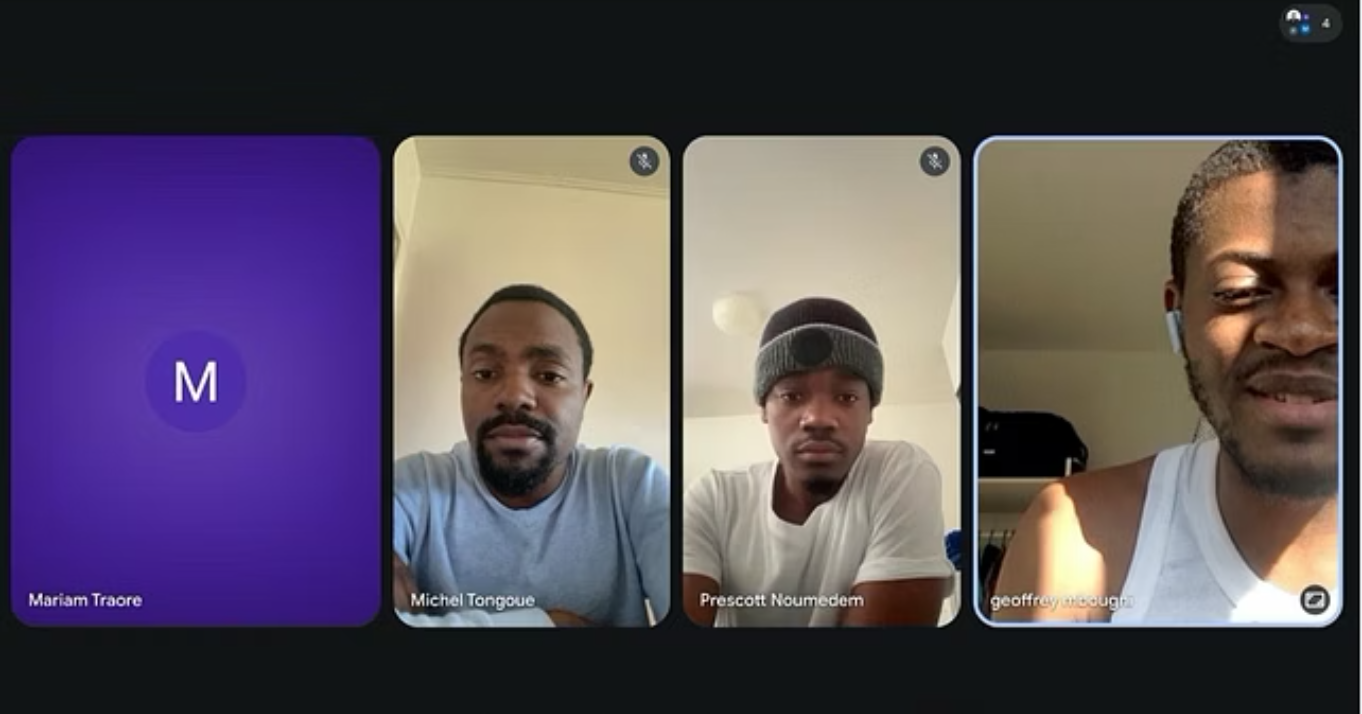 4
M
Mariam Traore
Michel Tongoue
Prescott Noumedem
geoffrey